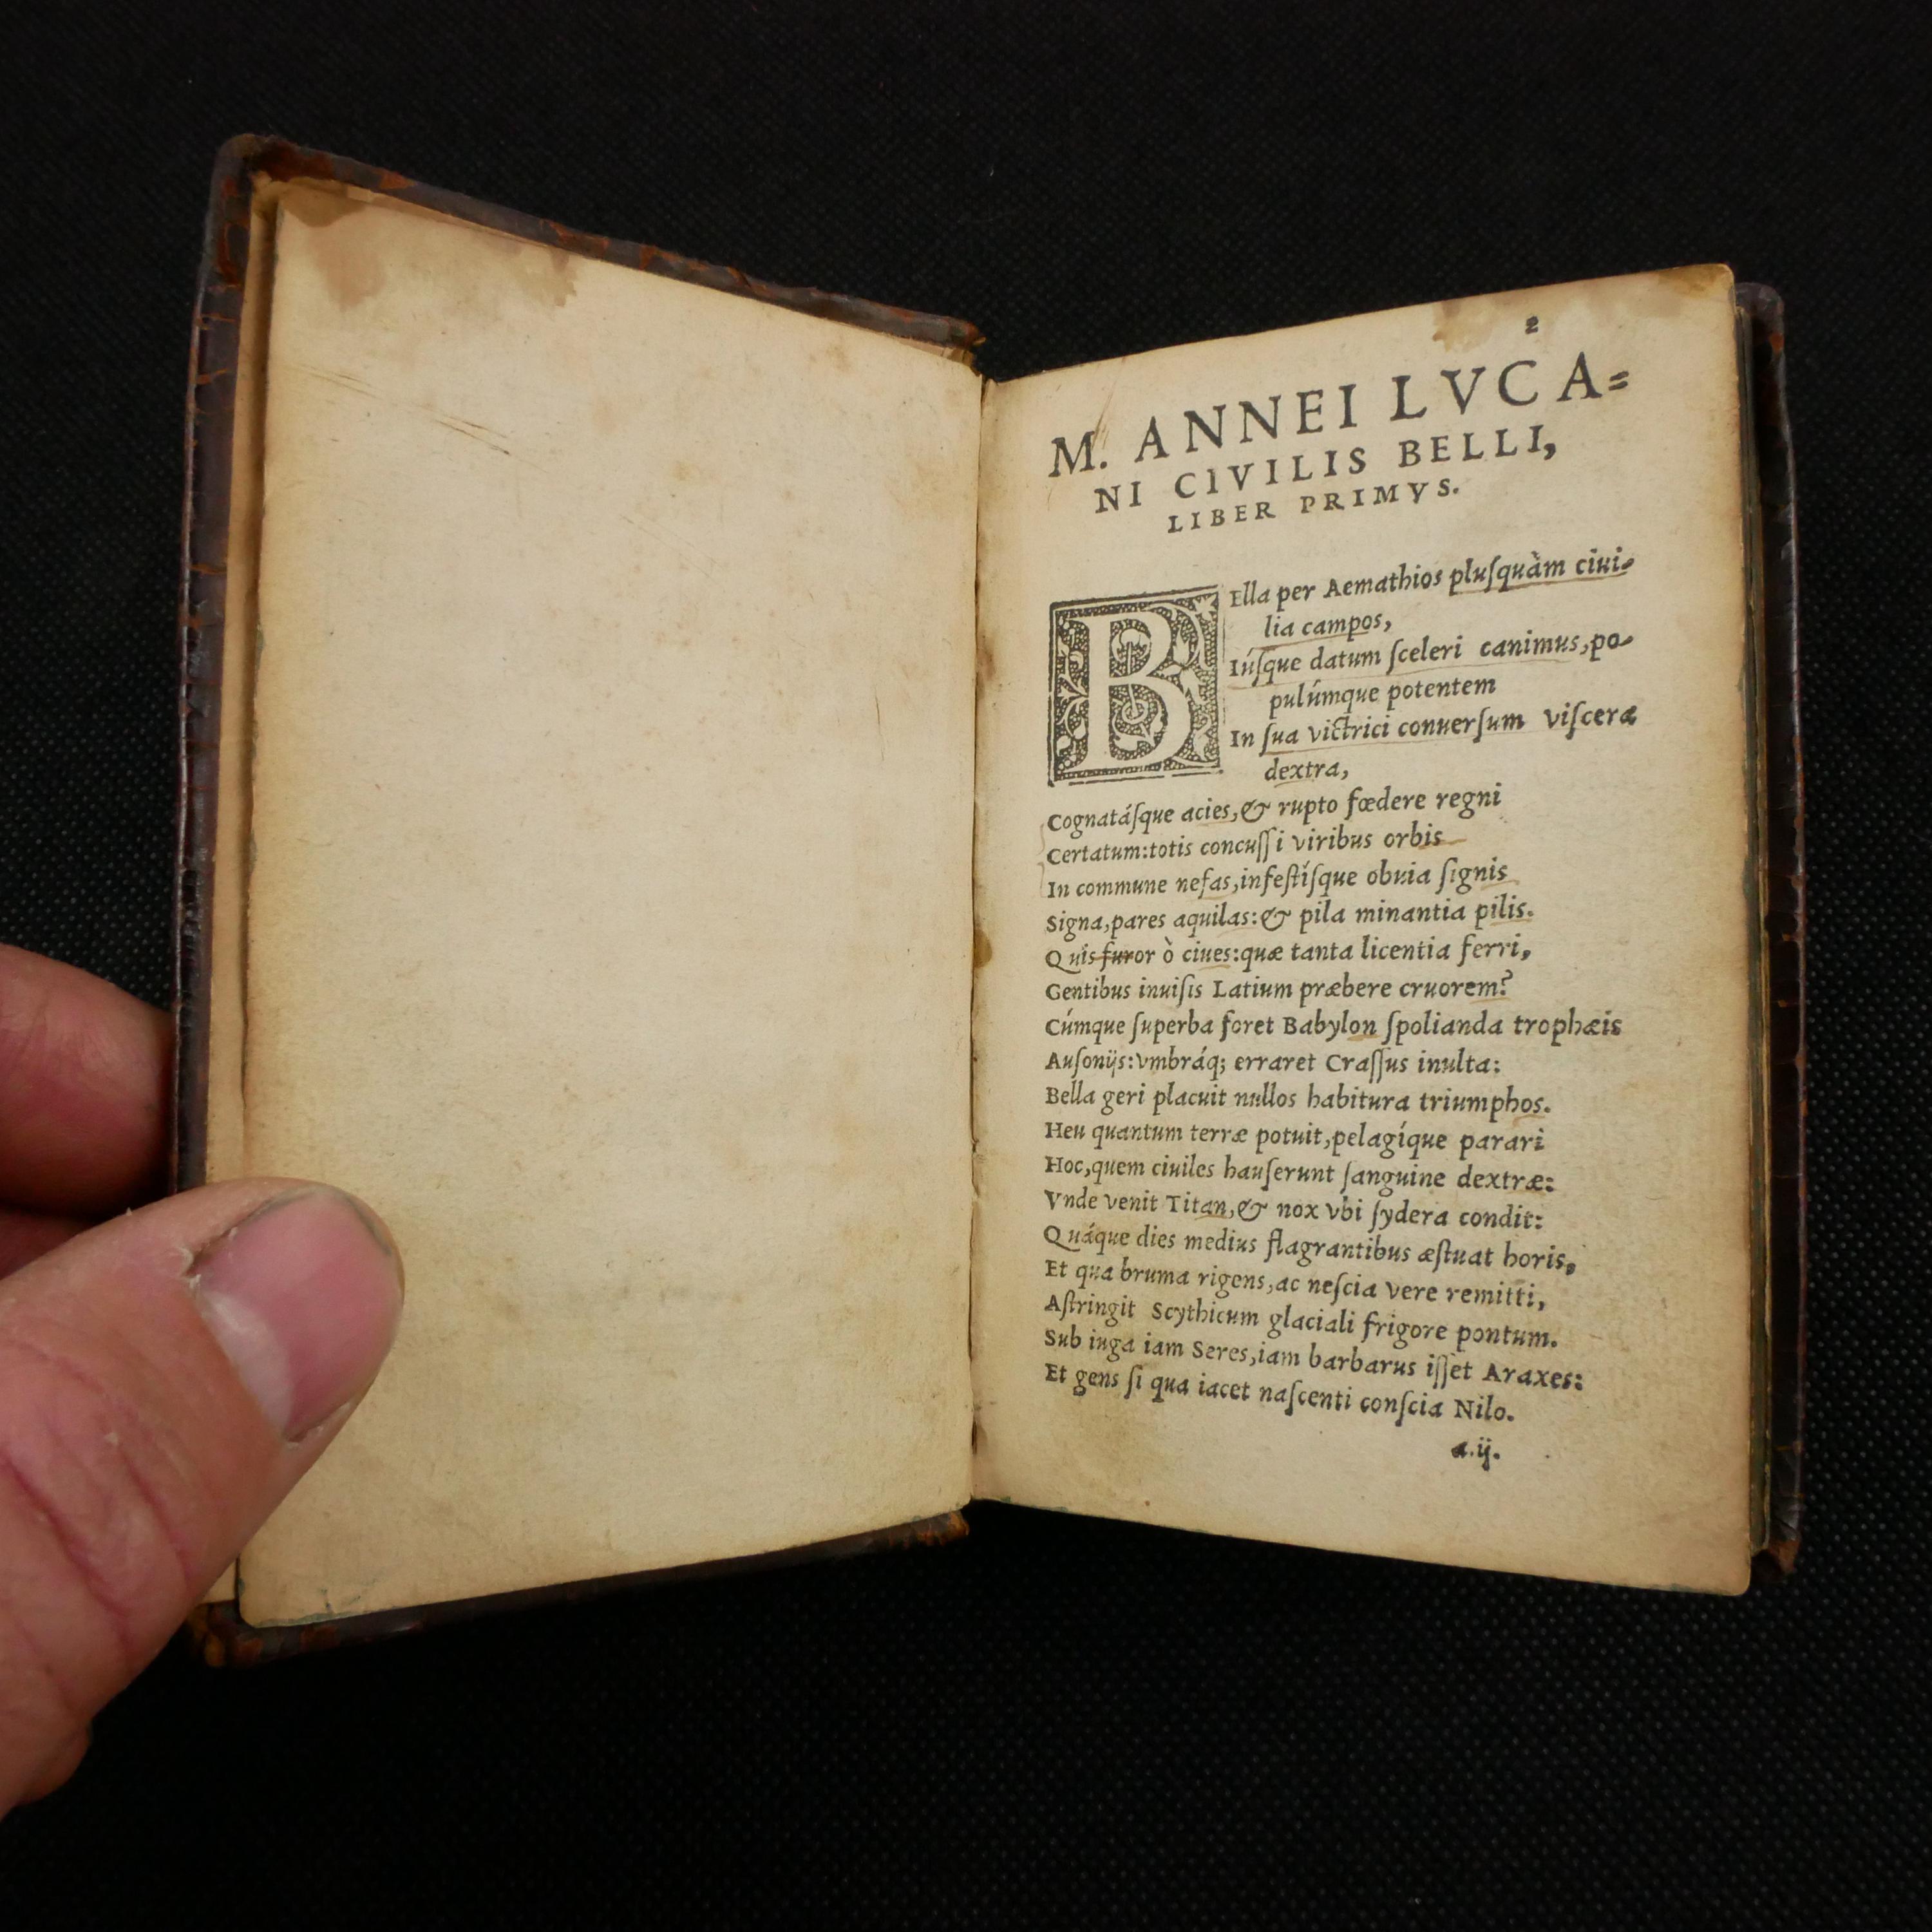 2
M. ANNEI LVCA=
NI CIVILIS BELLI,
LIBER PRIMVS.
BElla per Aemathios pluſquàm ciui-
lia campos,
Iúſque datum ſceleri canimus, po-
pulúmque potentem
In ſua victrici conuerſum viſcera
dextra,
Cognatáſque acies, & rupto fœdere regni
Certatum: totis concuſſi viribus orbis
In commune nefas, infeſtíſque obuia ſignis
Signa, pares aquilas: & pila minantia pilis.
Quis furor ò ciues: quæ tanta licentia ferri,
Gentibus inuiſis Latium præbere cruorem?
Cúmque ſuperba foret Babylon ſpolianda trophæis
Auſonijs: vmbráq; erraret Craſſus inulta:
Bella geri placuit nullos habitura triumphos.
Heu quantum terræ potuit, pelagíque parari
Hoc, quem ciuiles hauſerunt ſanguine dextræ:
Vnde venit Titan, & nox vbi ſydera condit:
Quáque dies medius flagrantibus æſtuat horis,
Et qua bruma rigens, ac neſcia vere remitti,
Aſtringit Scythicum glaciali frigore pontum.
Sub iuga iam Seres, iam barbarus iſſet Araxes:
Et gens ſi qua iacet naſcenti conſcia Nilo.
a.ij.